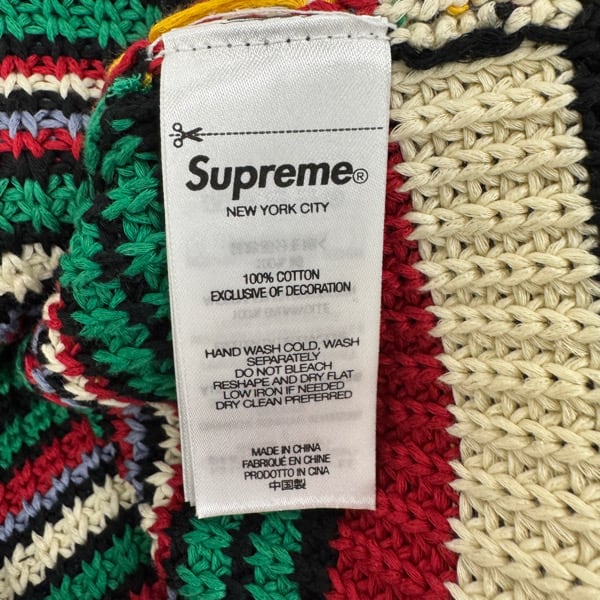 Supreme®
NEW YORK CITY
100% COTTON
EXCLUSIVE OF DECORATION
HAND WASH COLD, WASH
SEPARATELY
DO NOT BLEACH
RESHAPE AND DRY FLAT
LOW IRON IF NEEDED
DRY CLEAN PREFERRED
MADE IN CHINA
FABRIQUÉ EN CHINE
PRODOTTO IN CINA
中国製